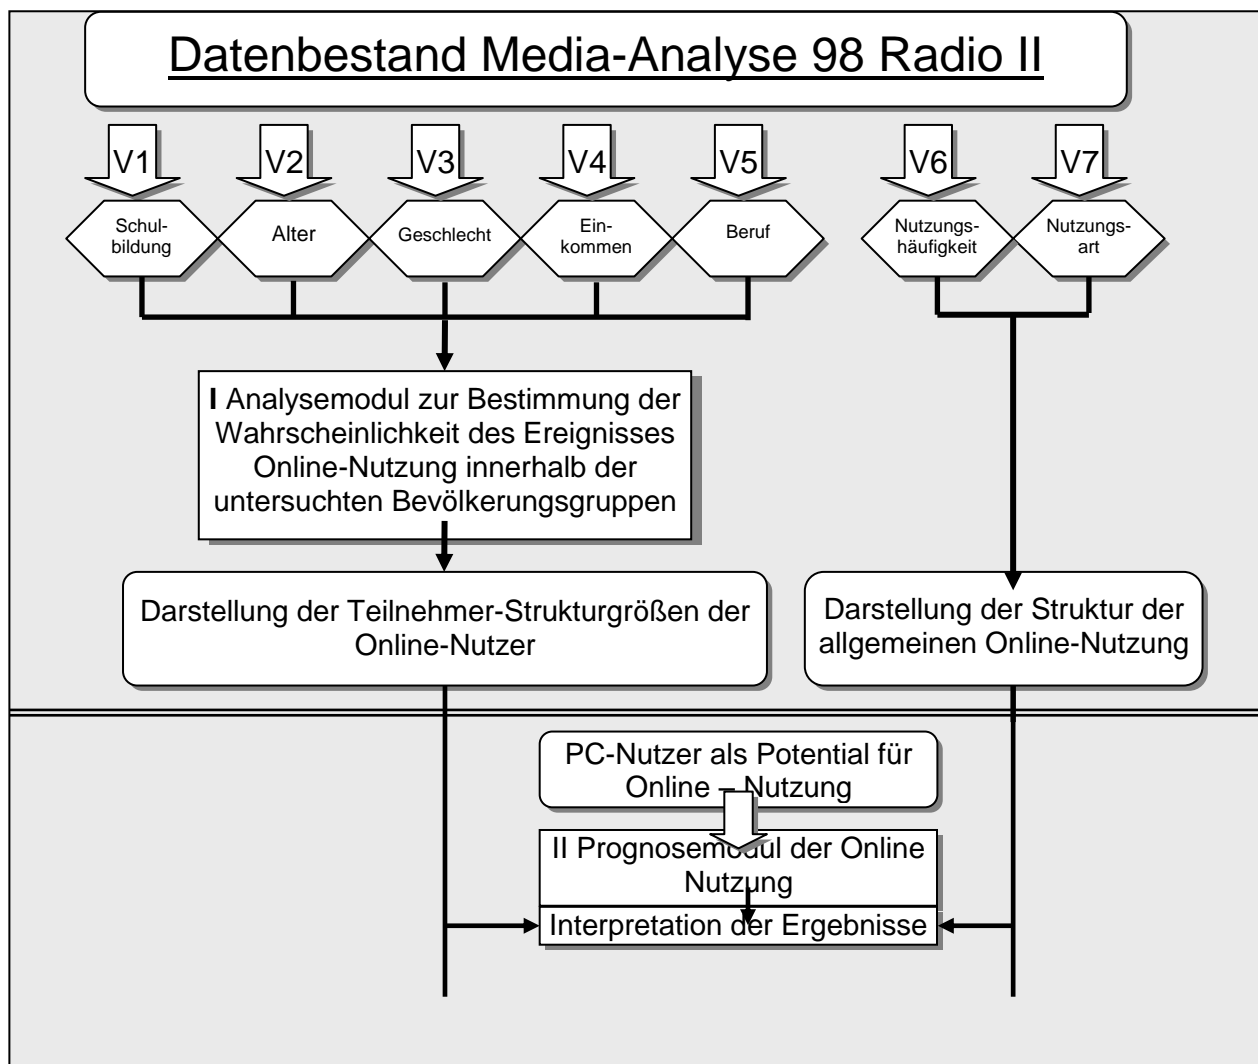 Datenbestand Media-Analyse 98 Radio II
V1
V2
V3
V4
V5
V6
V7
Schul-
bildung
Alter
Geschlecht
Ein-
kommen
Beruf
Nutzungs-
häufigkeit
Nutzungs-
art
I Analysemodul zur Bestimmung der
Wahrscheinlichkeit des Ereignisses
Online-Nutzung innerhalb der
untersuchten Bevölkerungsgruppen
Darstellung der Teilnehmer-Strukturgrößen der
Online-Nutzer
Darstellung der Struktur der
allgemeinen Online-Nutzung
PC-Nutzer als Potential für
Online – Nutzung
II Prognosemodul der Online
Nutzung
Interpretation der Ergebnisse